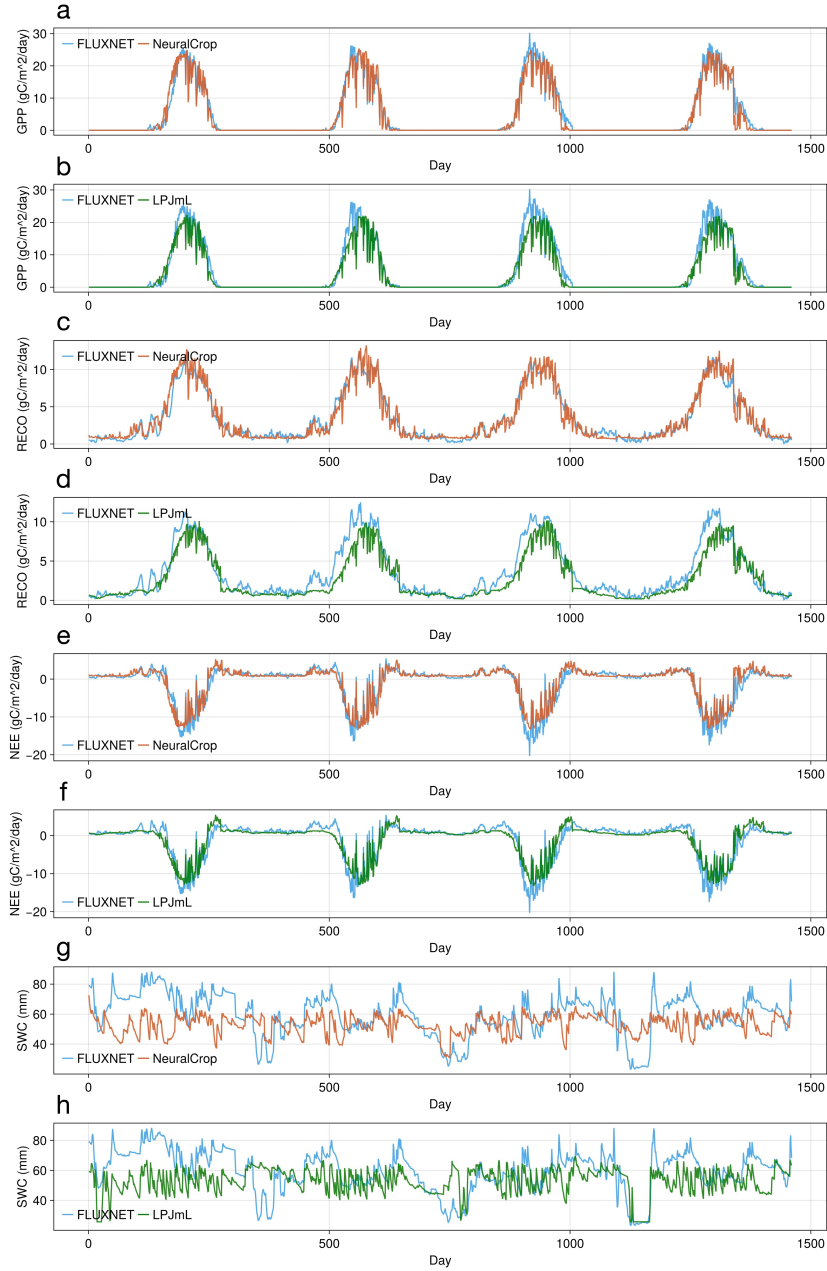 a
GPP (gC/m^2/day)
30
20
10
0
FLUXNET NeuralCrop
0 500 1000 1500
Day
b
GPP (gC/m^2/day)
30
20
10
0
FLUXNET LPJmL
0 500 1000 1500
Day
c
RECO (gC/m^2/day)
10
5
0
FLUXNET NeuralCrop
0 500 1000 1500
Day
d
RECO (gC/m^2/day)
10
5
0
FLUXNET LPJmL
0 500 1000 1500
Day
e
NEE (gC/m^2/day)
0
−10
−20
FLUXNET NeuralCrop
0 500 1000 1500
Day
f
NEE (gC/m^2/day)
0
−10
−20
FLUXNET LPJmL
0 500 1000 1500
Day
g
SWC (mm)
80
60
40
FLUXNET NeuralCrop
0 500 1000 1500
Day
h
SWC (mm)
80
60
40
FLUXNET LPJmL
0 500 1000 1500
Day